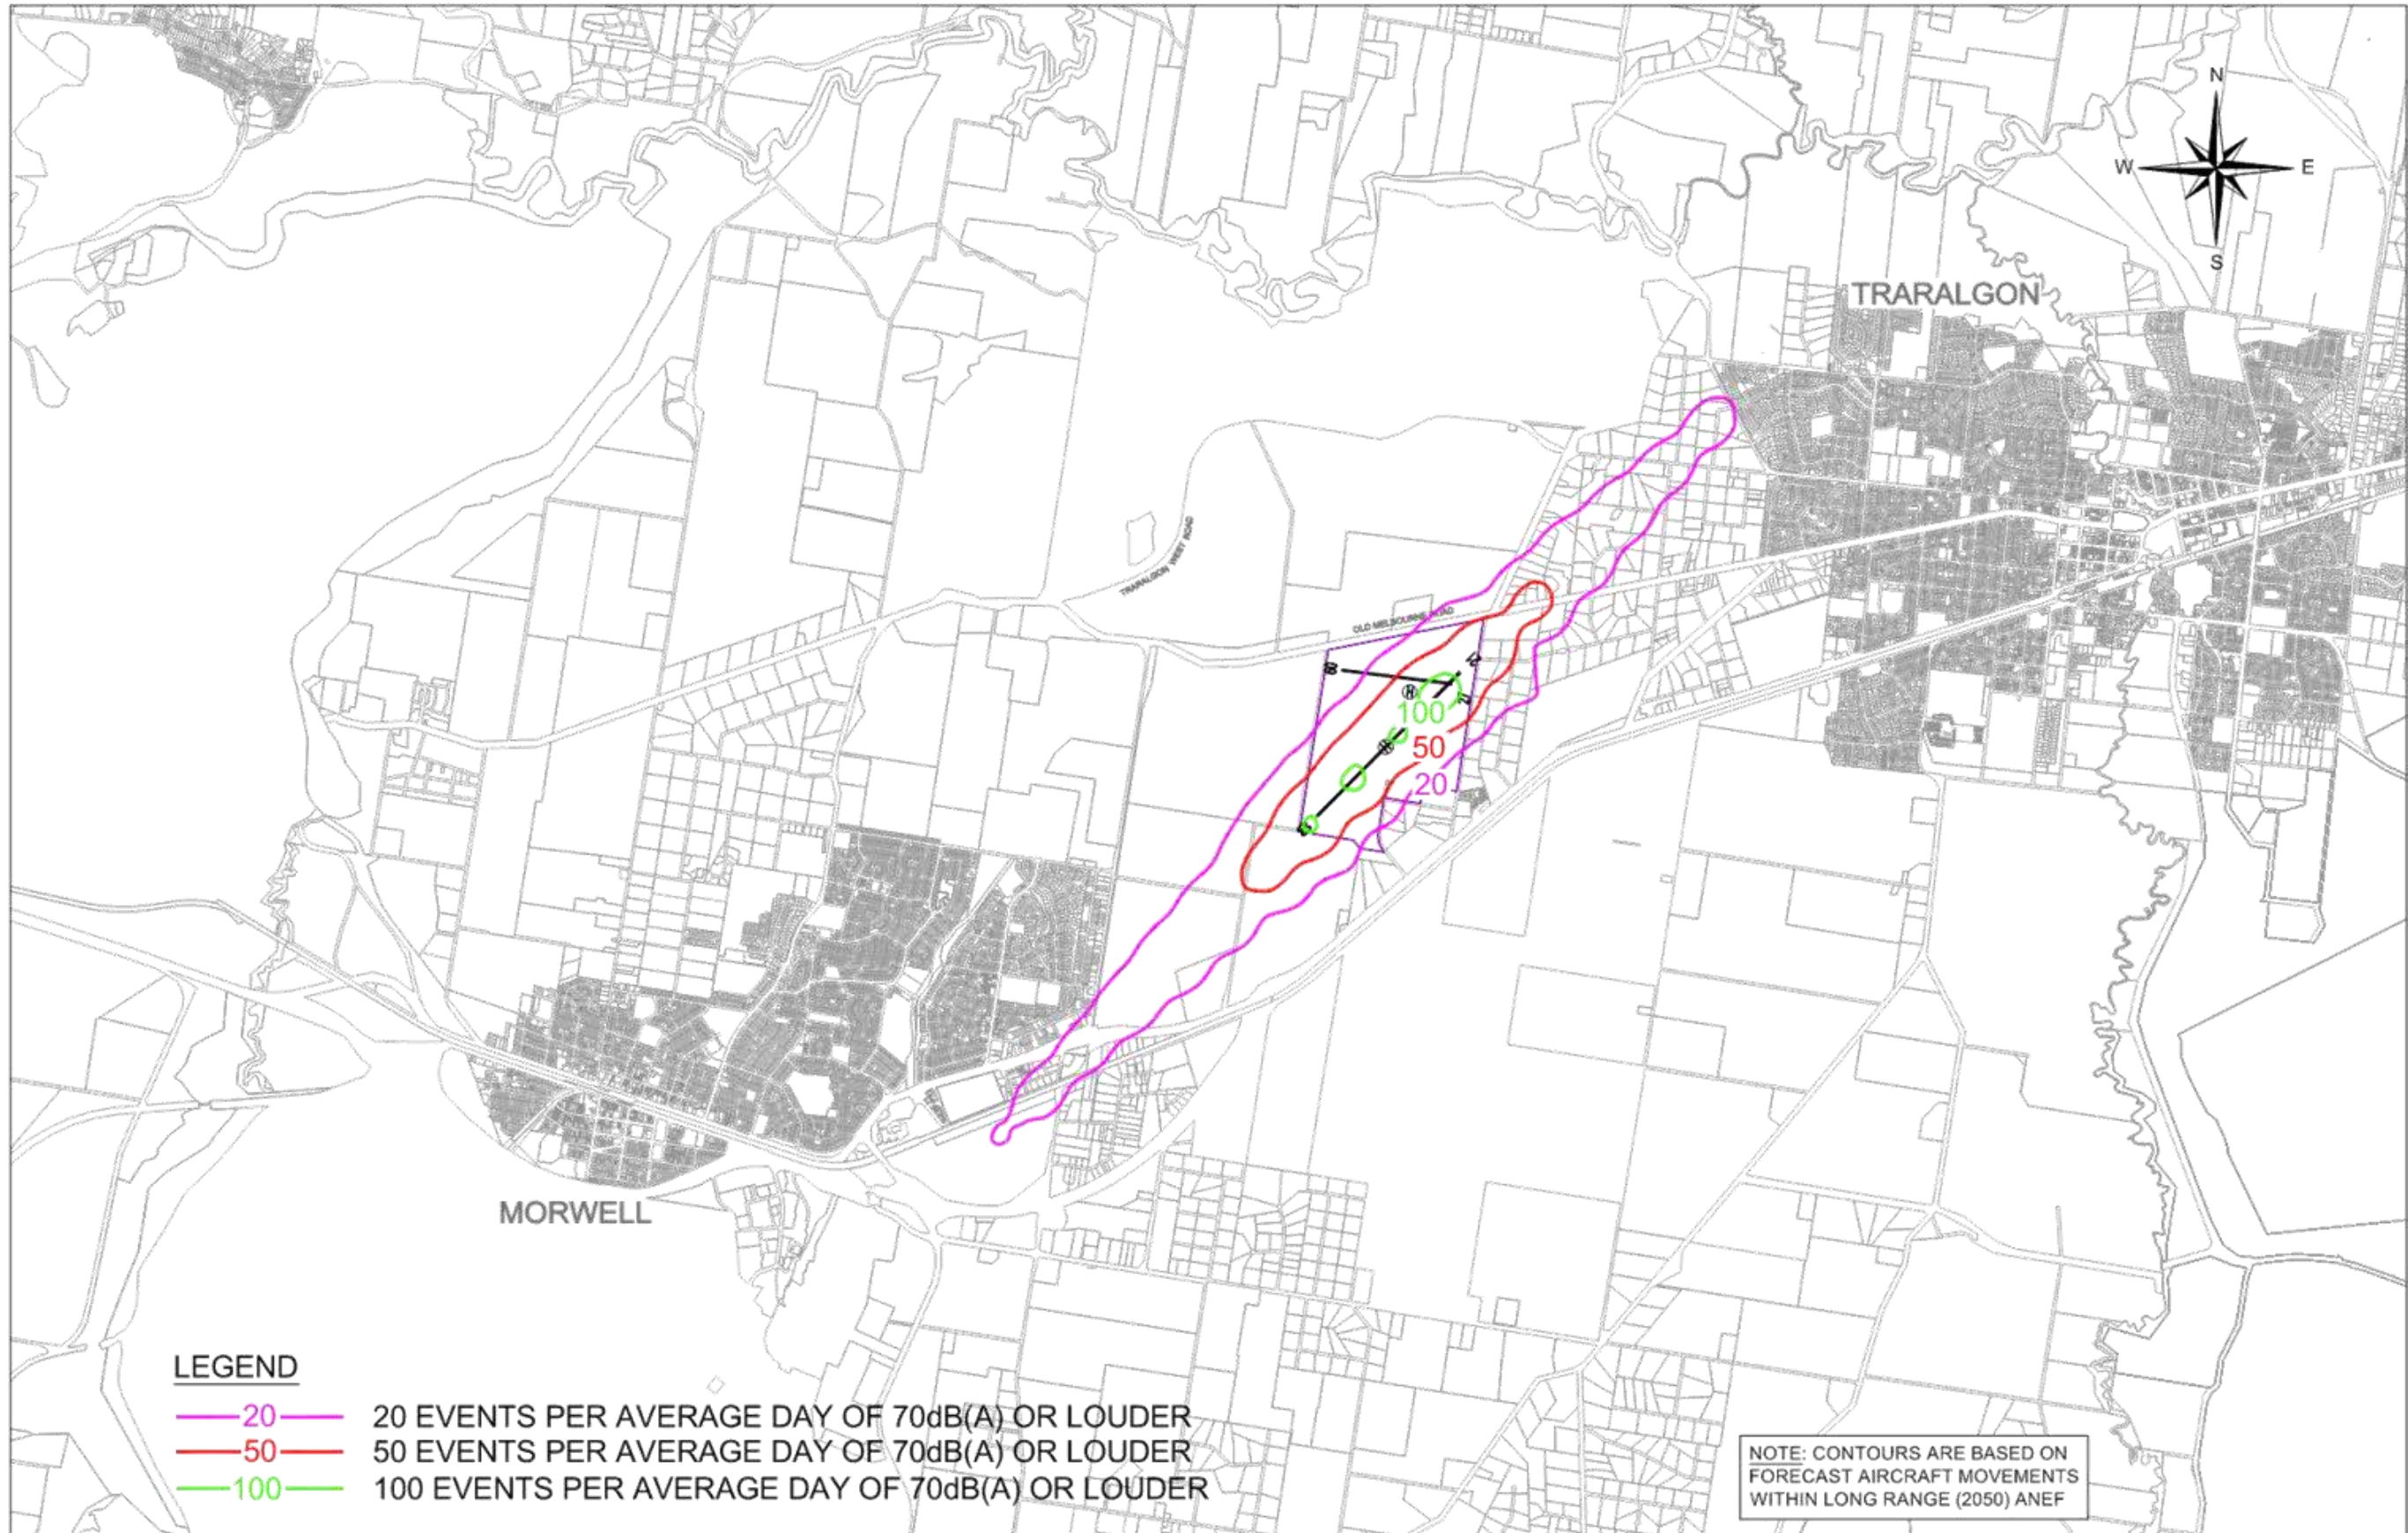 N
W
E
S
TRARALGON
TRARALGON WEST ROAD
OLD MELBOURNE ROAD
H
100
50
20
MORWELL
LEGEND
20 20 EVENTS PER AVERAGE DAY OF 70dB(A) OR LOUDER
50 50 EVENTS PER AVERAGE DAY OF 70dB(A) OR LOUDER
100 100 EVENTS PER AVERAGE DAY OF 70dB(A) OR LOUDER
NOTE: CONTOURS ARE BASED ON
FORECAST AIRCRAFT MOVEMENTS
WITHIN LONG RANGE (2050) ANEF